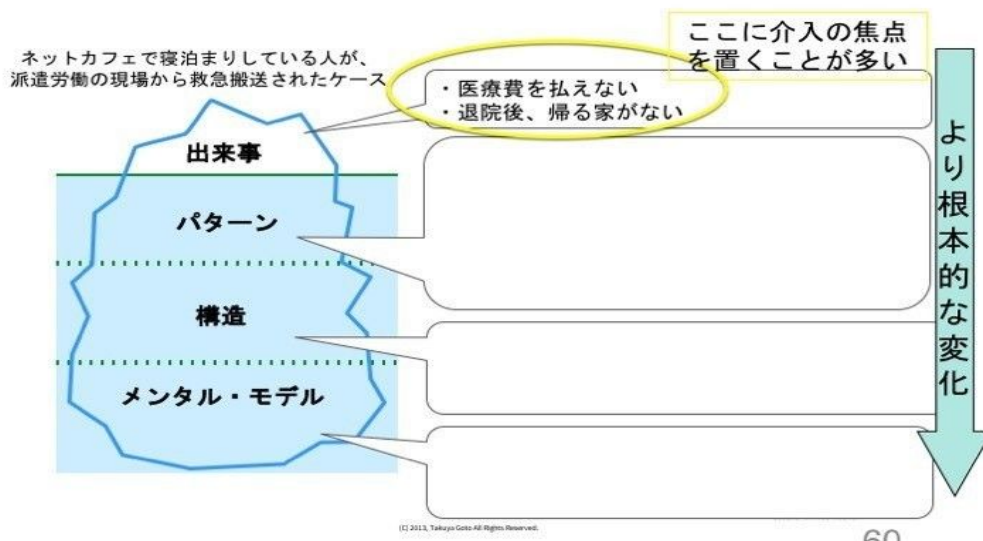 ネットカフェで寝泊まりしている人が、
派遣労働の現場から救急搬送されたケース
ここに介入の焦点
を置くことが多い
・医療費を払えない
・退院後、帰る家がない
出来事
パターン
構造
メンタル・モデル
より根本的な変化
(C) 2013, Takuya Goto All Rights Reserved.
60